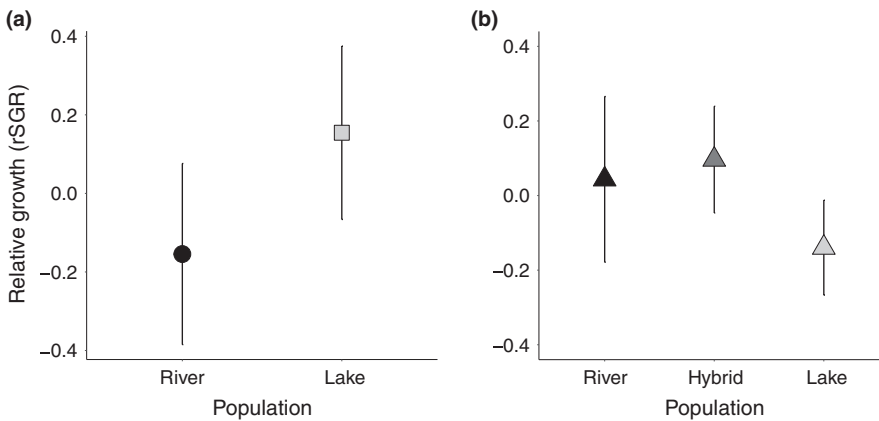 (a)
Relative growth (rSGR)
0.4
0.2
0.0
−0.2
−0.4
River Lake
Population
(b)
0.4
0.2
0.0
−0.2
−0.4
River Hybrid Lake
Population